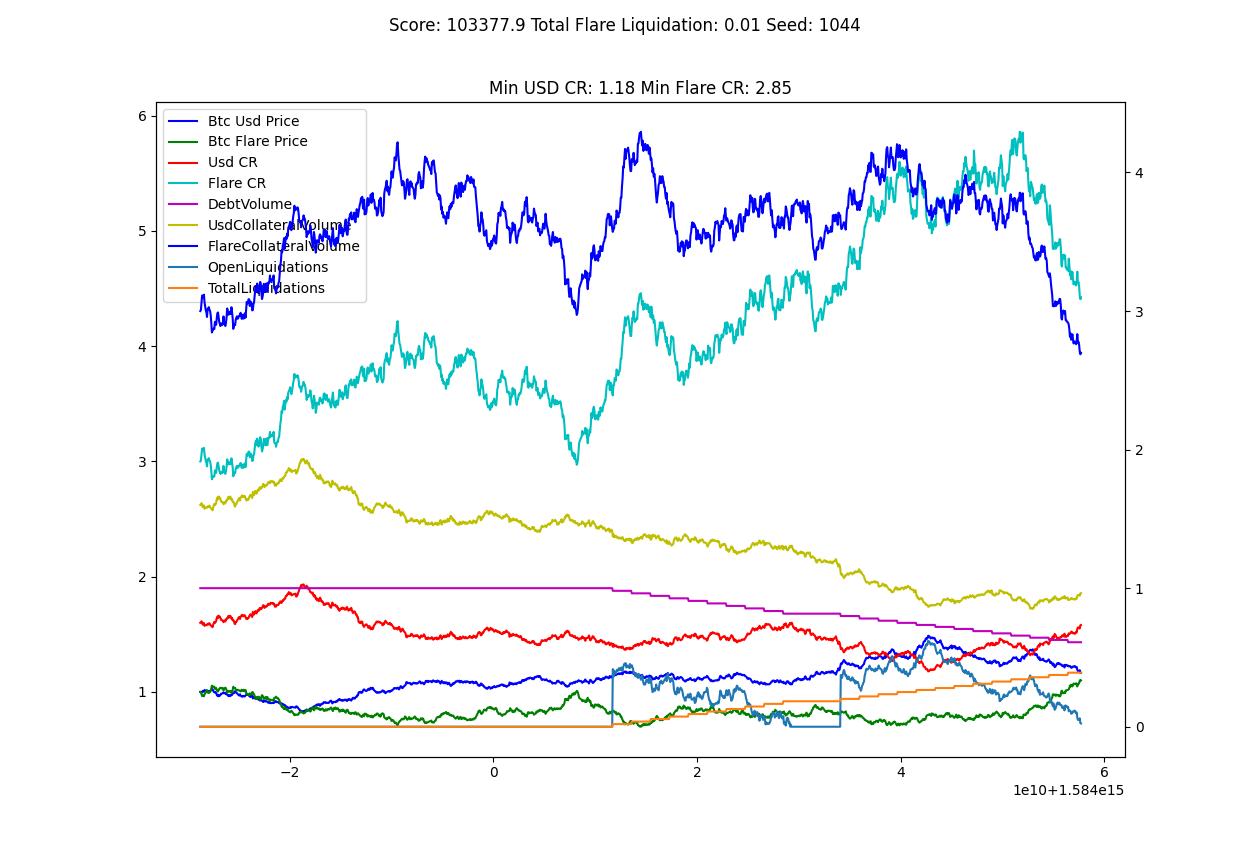 Score: 103377.9 Total Flare Liquidation: 0.01 Seed: 1044
Min USD CR: 1.18 Min Flare CR: 2.85
Btc Usd Price
Btc Flare Price
Usd CR
Flare CR
DebtVolume
UsdCollateralVolume
FlareCollateralVolume
OpenLiquidations
TotalLiquidations
6
5
4
3
2
1
4
3
2
1
0
−2
0
2
4
6
1e10+1.584e15